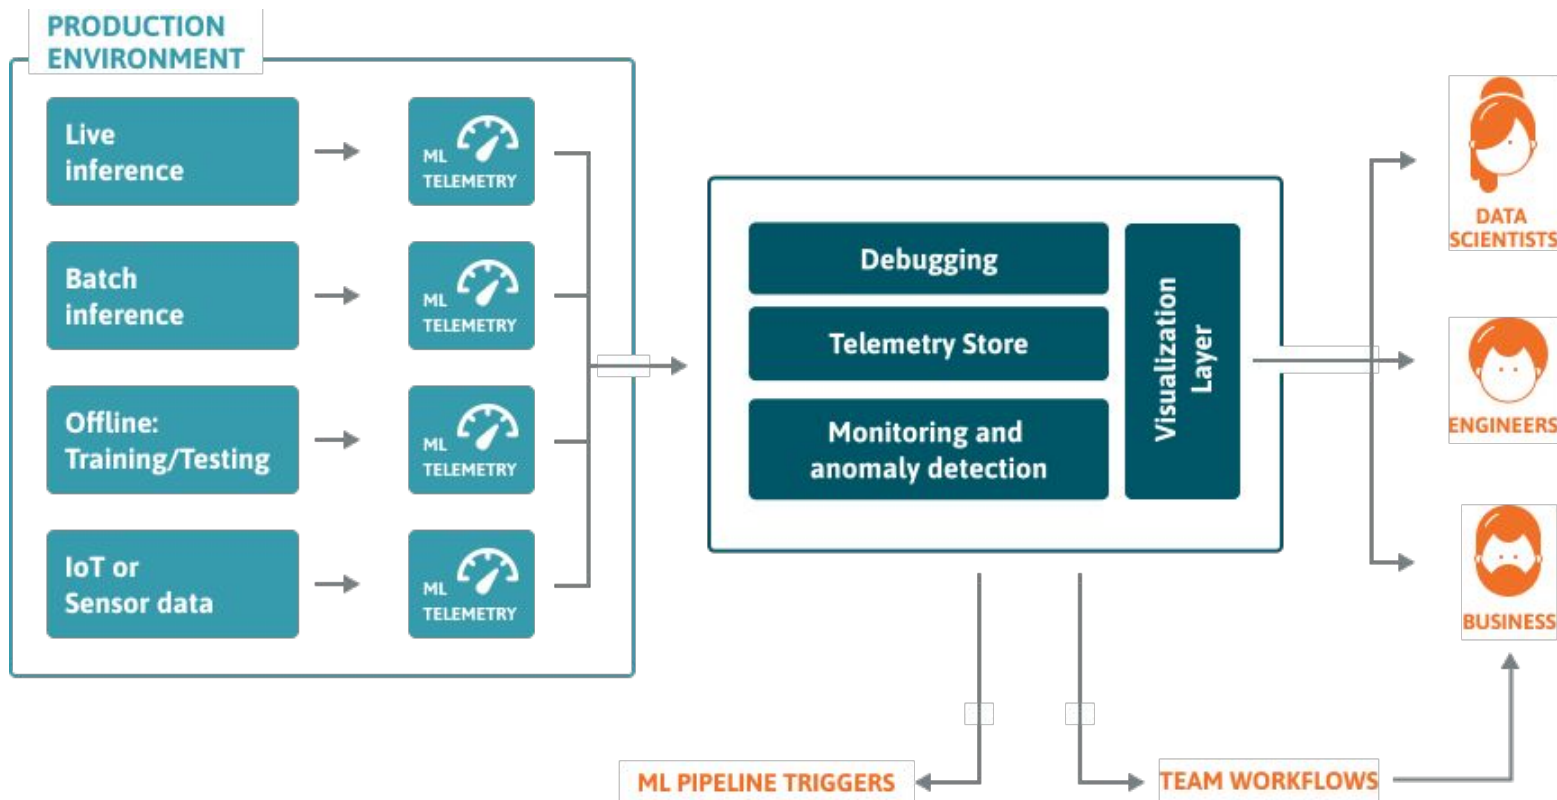 PRODUCTION
ENVIRONMENT
Live
inference
ML
TELEMETRY
Batch
inference
ML
TELEMETRY
Offline:
Training/Testing
ML
TELEMETRY
IoT or
Sensor data
ML
TELEMETRY
Debugging
Telemetry Store
Monitoring and
anomaly detection
Visualization
Layer
DATA
SCIENTISTS
ENGINEERS
BUSINESS
ML PIPELINE TRIGGERS
TEAM WORKFLOWS